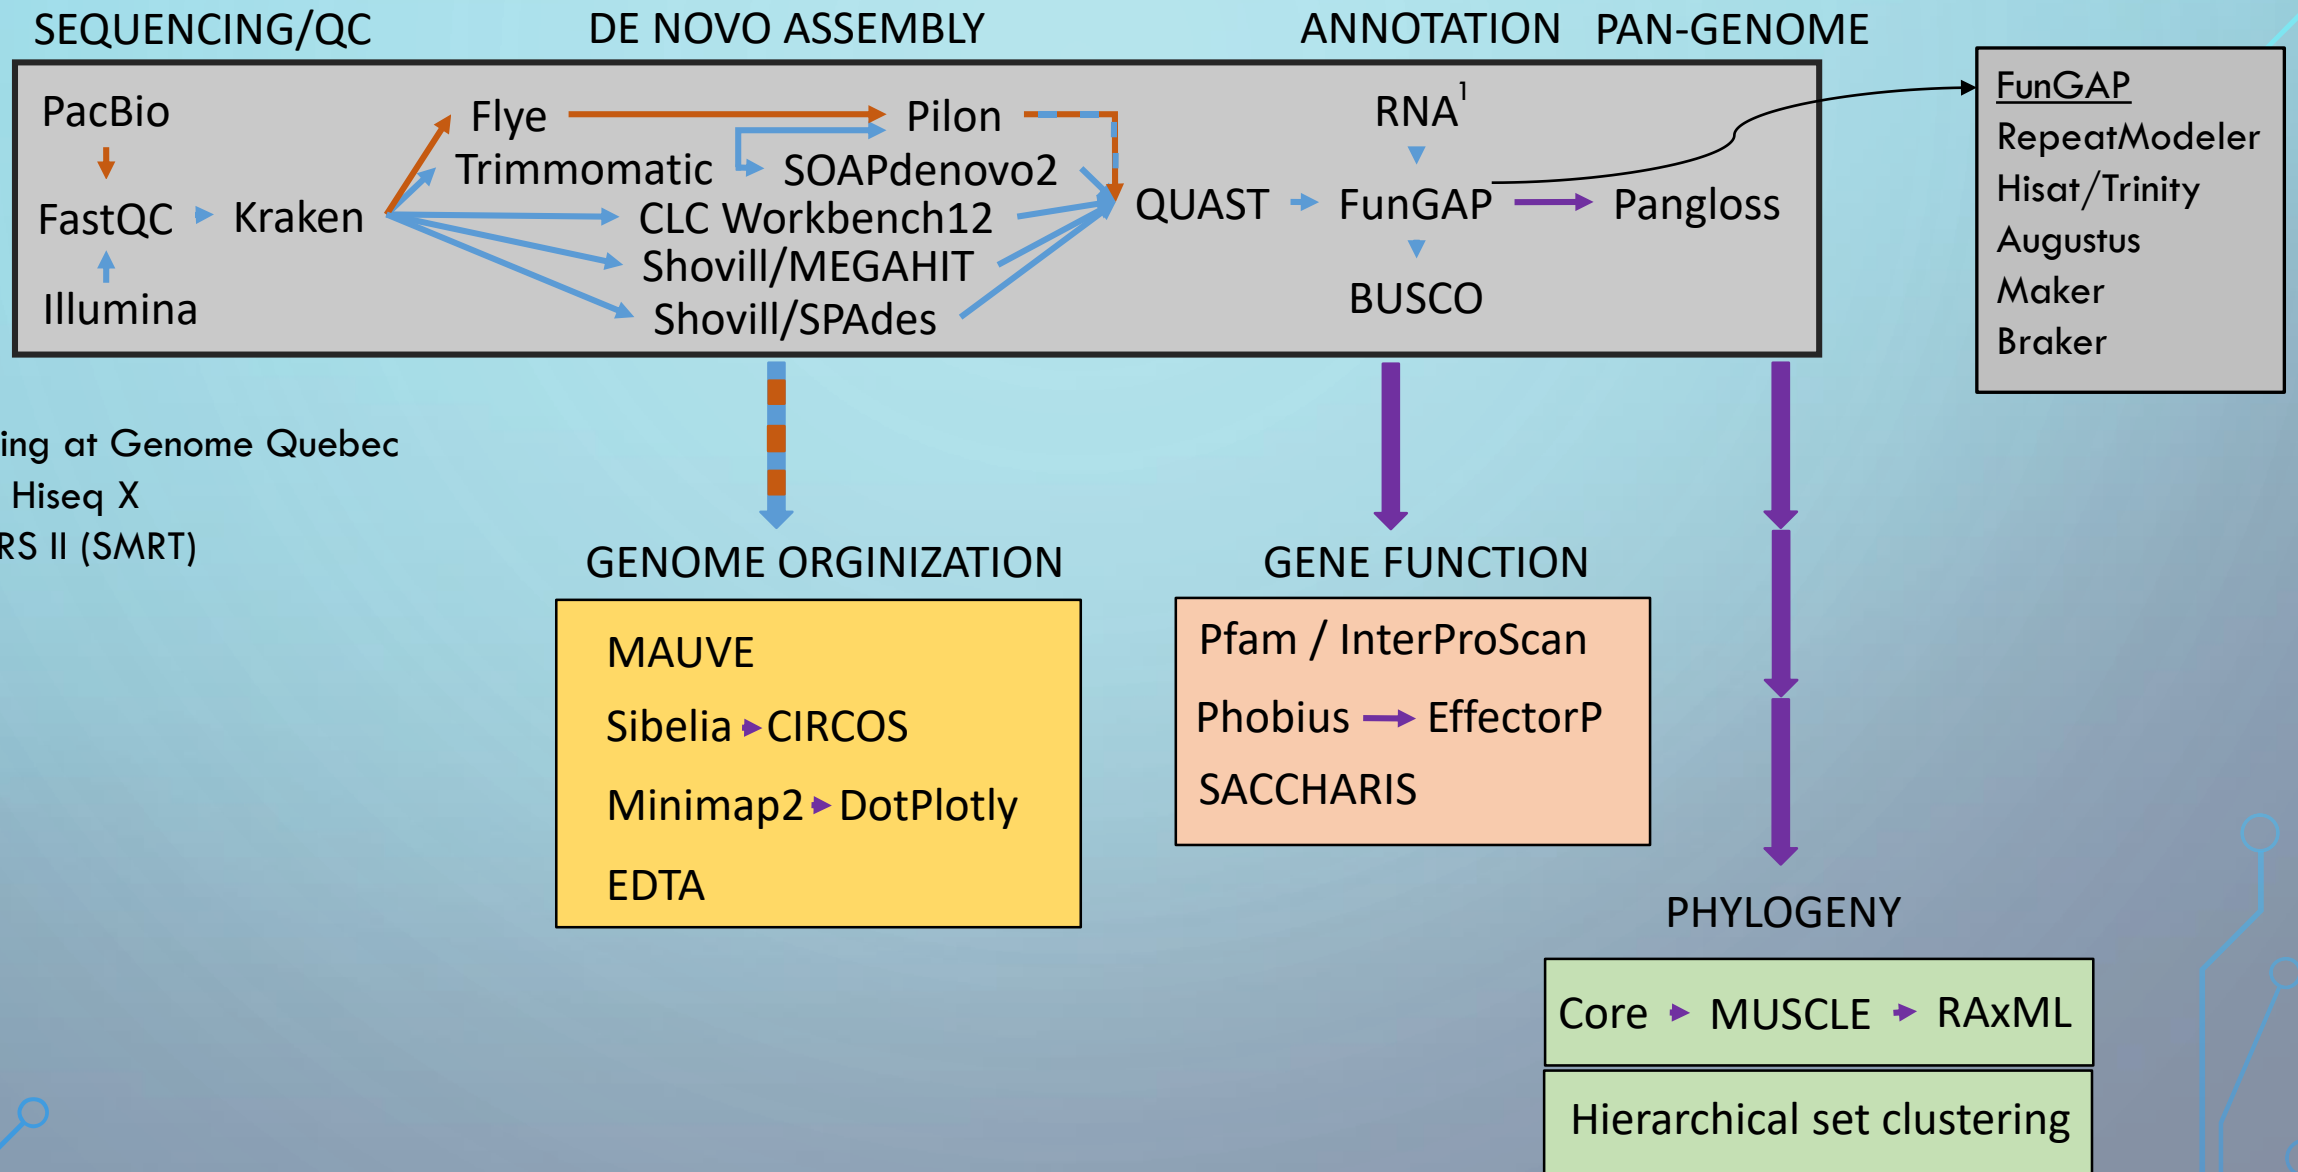 SEQUENCING/QC
DE NOVO ASSEMBLY
ANNOTATION
PAN-GENOME
PacBio
FastQC
Kraken
Illumina
Flye
Pilon
Trimmomatic
SOAPdenovo2
CLC Workbench12
Shovill/MEGAHIT
Shovill/SPAdes
QUAST
RNA¹
FunGAP
BUSCO
Pangloss
FunGAP
RepeatModeler
Hisat/Trinity
Augustus
Maker
Braker
ing at Genome Quebec
Hiseq X
RS II (SMRT)
GENOME ORGINIZATION
MAUVE
Sibelia CIRCOS
Minimap2 DotPlotly
EDTA
GENE FUNCTION
Pfam / InterProScan
Phobius EffectorP
SACCHARIS
PHYLOGENY
Core MUSCLE RAxML
Hierarchical set clustering